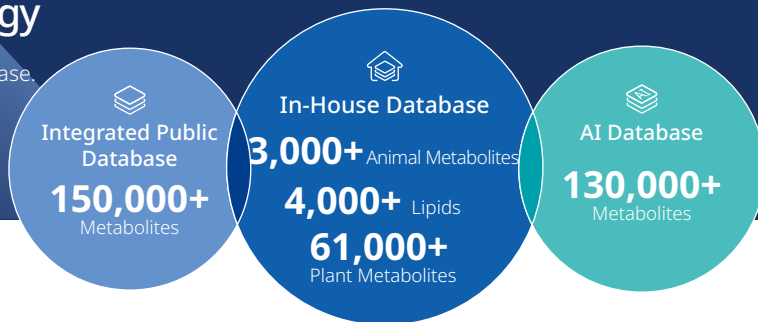 gy
ase.
Integrated Public
Database
150,000+
Metabolites
In-House Database
3,000+ Animal Metabolites
4,000+ Lipids
61,000+
Plant Metabolites
AI
AI Database
130,000+
Metabolites